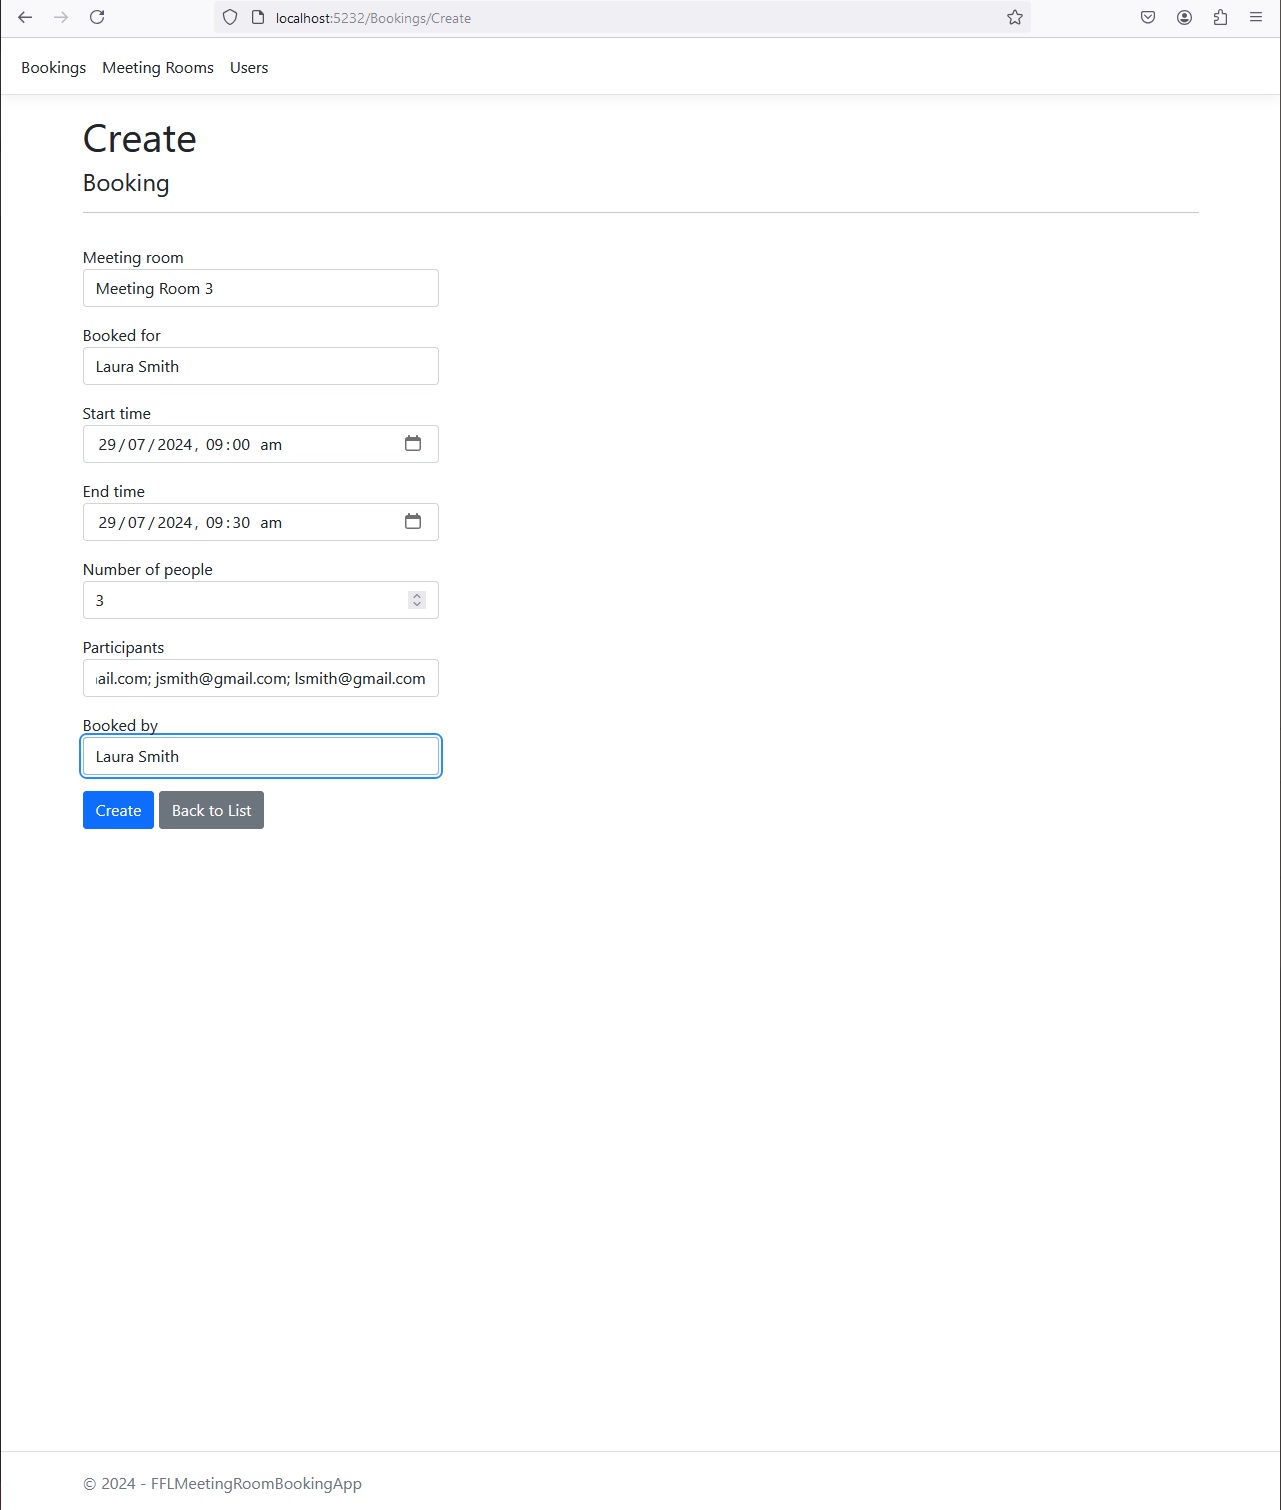 localhost:5232/Bookings/Create
Bookings Meeting Rooms Users
Create
Booking
Meeting room
Meeting Room 3
Booked for
Laura Smith
Start time
29/07/2024, 09:00 am
End time
29/07/2024, 09:30 am
Number of people
3
Participants
ail.com; jsmith@gmail.com; lsmith@gmail.com
Booked by
Laura Smith
Create Back to List
© 2024 - FFLMeetingRoomBookingApp